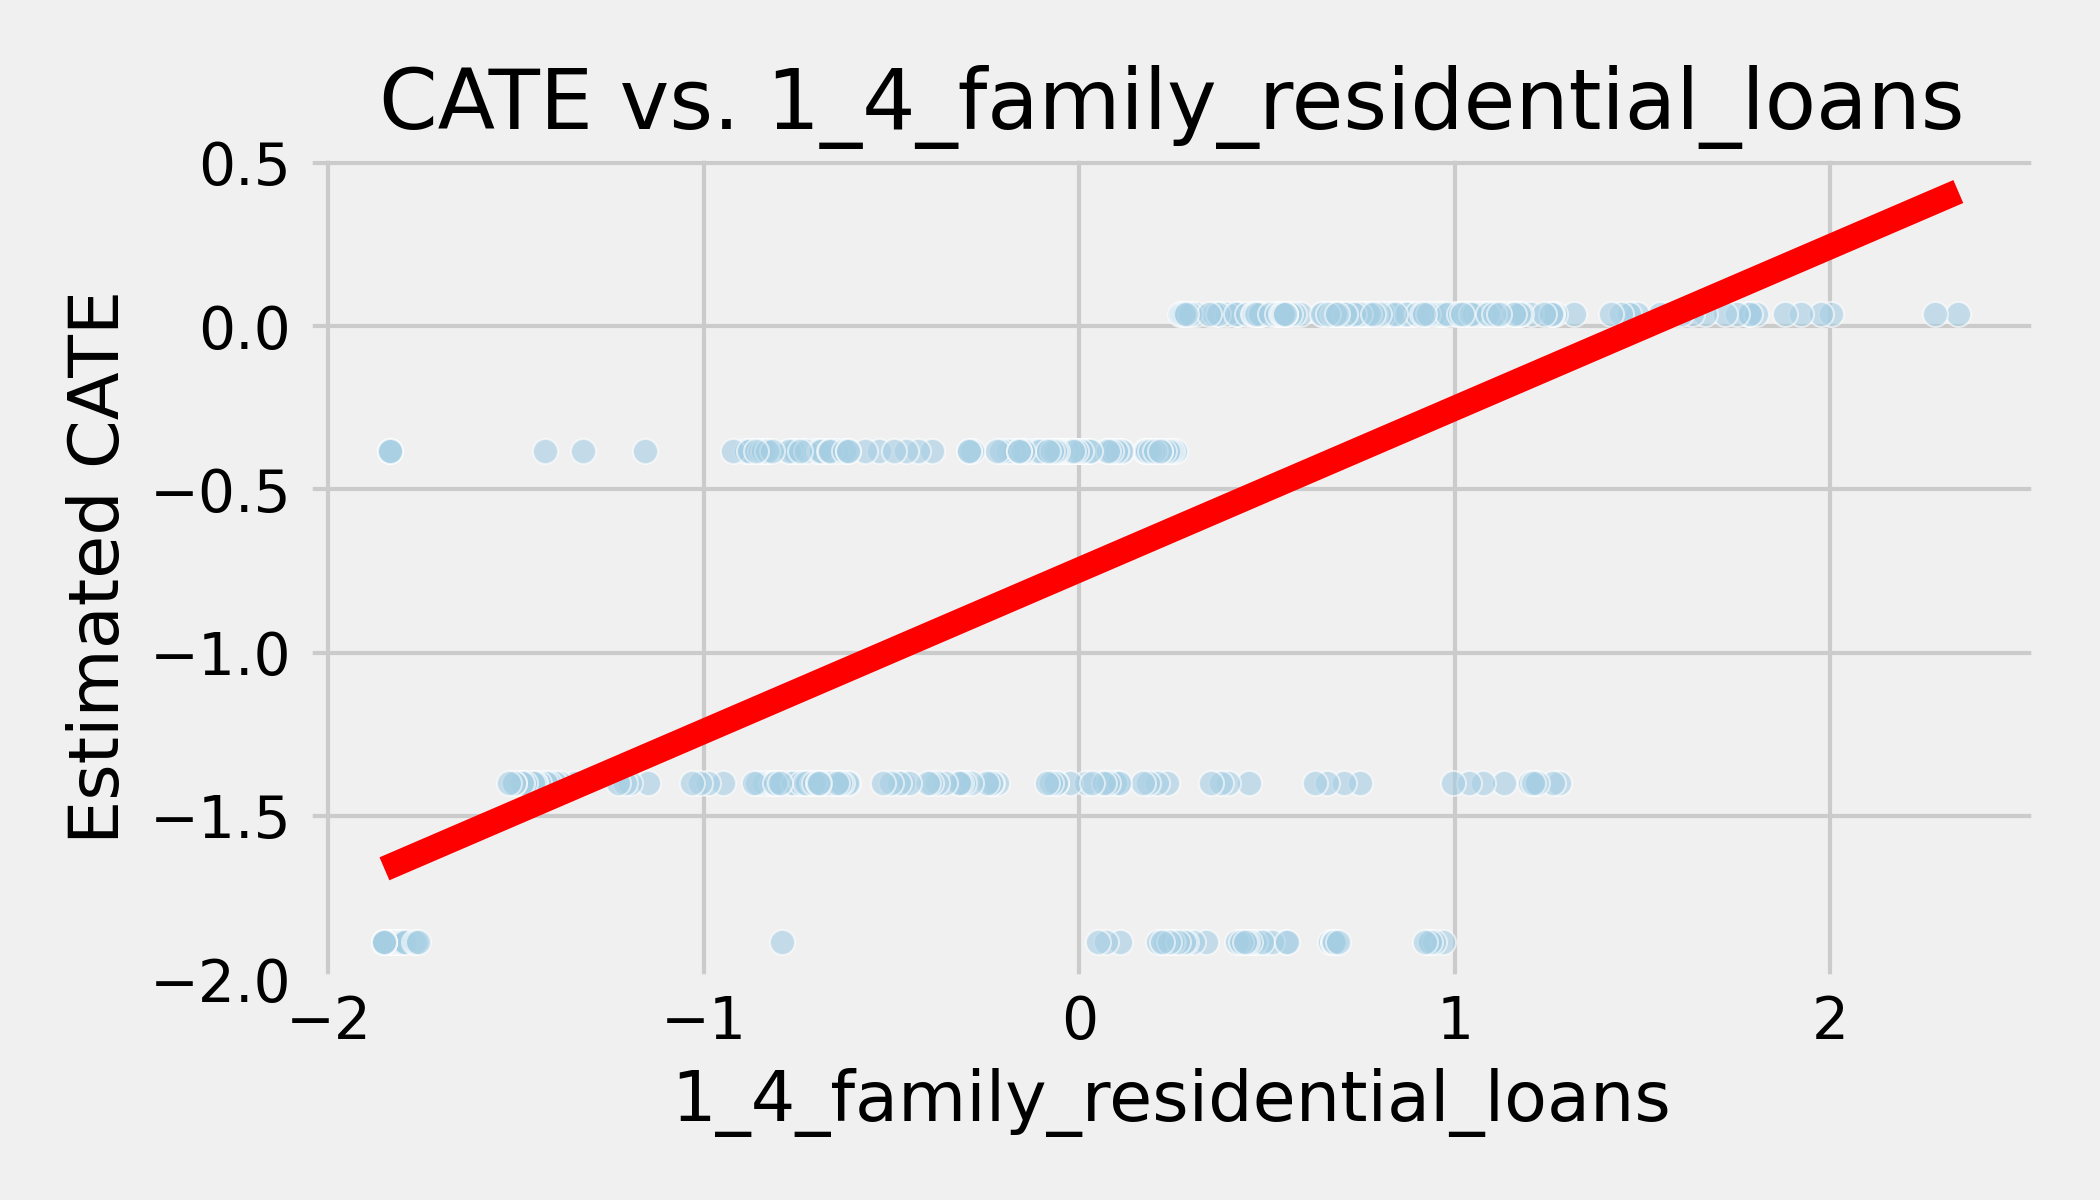 CATE vs. 1_4_family_residential_loans
0.5
0.0
−0.5
−1.0
−1.5
−2.0
Estimated CATE
−2 −1 0 1 2
1_4_family_residential_loans